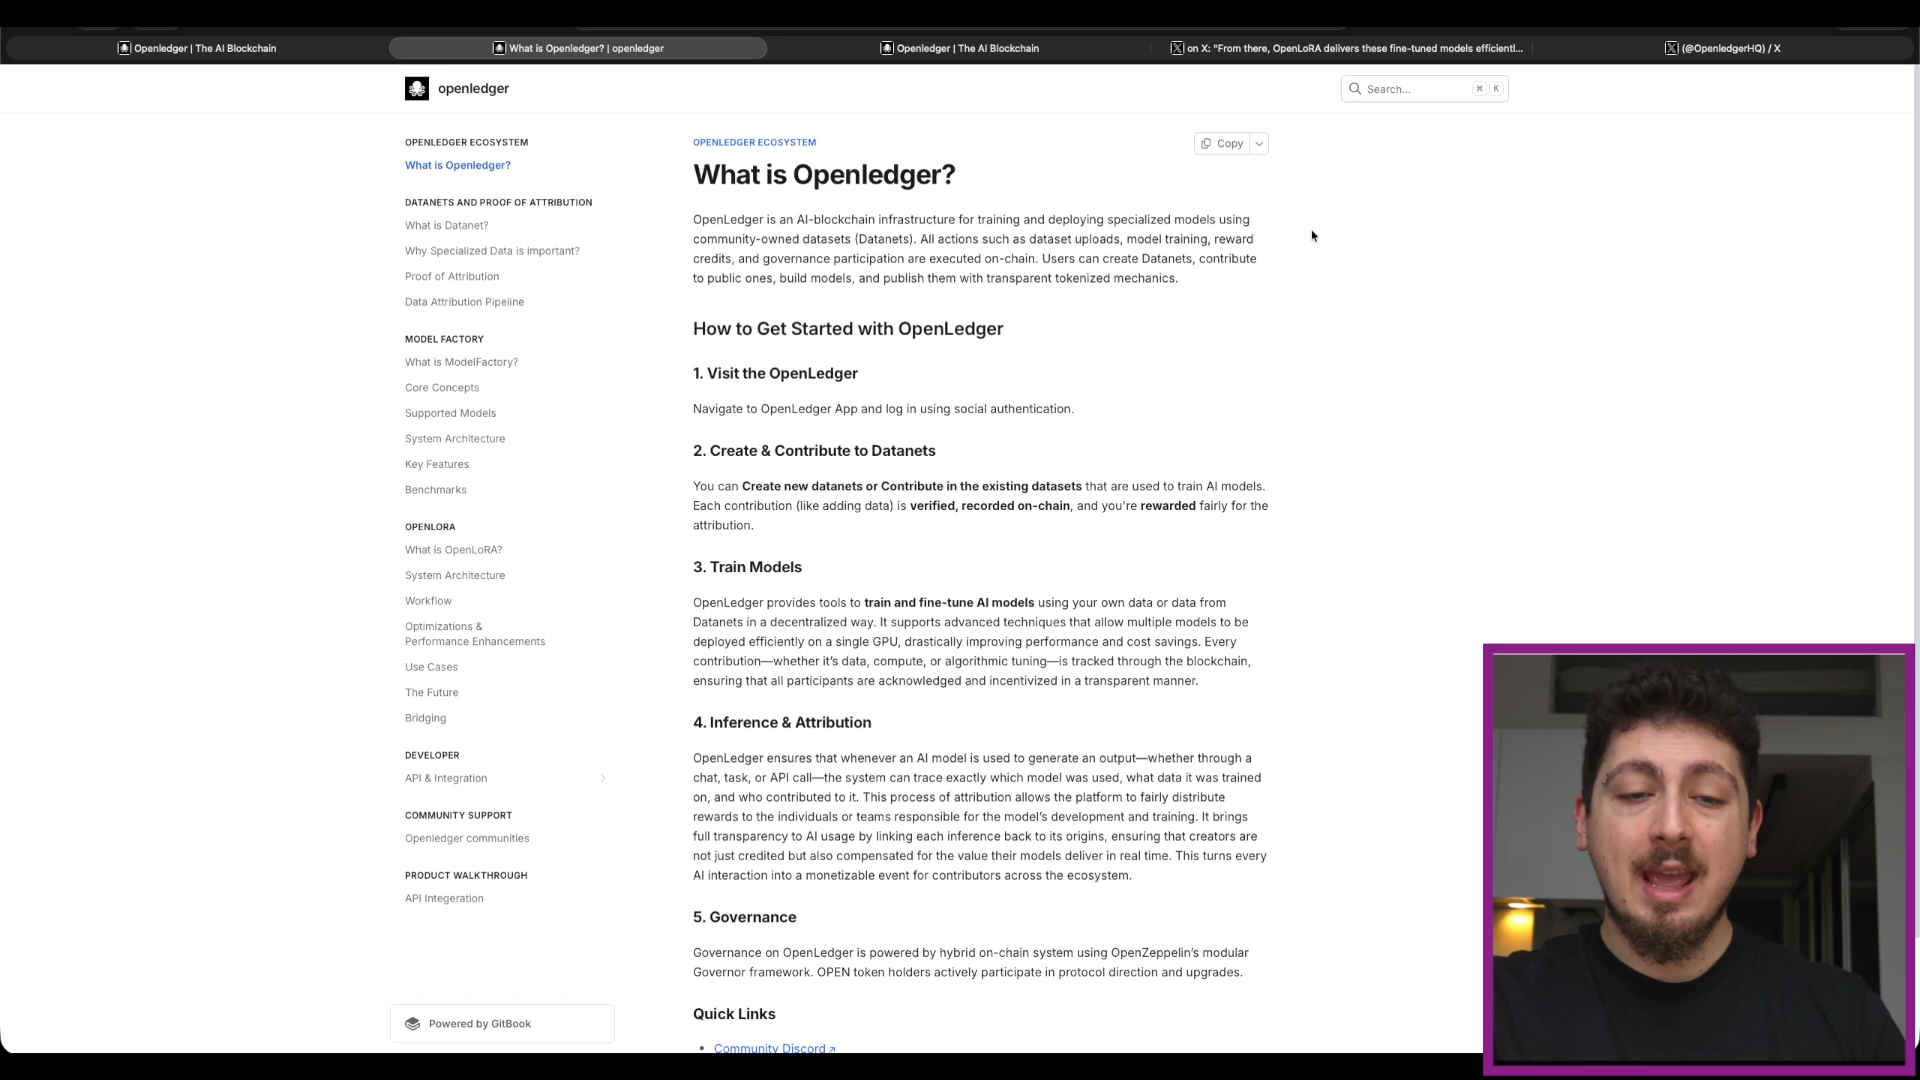 Openledger | The AI Blockchain
What is Openledger? | openledger
Openledger | The AI Blockchain
on X: "From there, OpenLoRA delivers these fine-tuned models efficientl...
(@OpenledgerHQ) / X
openledger
Search...
⌘ K
OPENLEDGER ECOSYSTEM
What is Openledger?
DATANETS AND PROOF OF ATTRIBUTION
What is Datanet?
Why Specialized Data is important?
Proof of Attribution
Data Attribution Pipeline
MODEL FACTORY
What is ModelFactory?
Core Concepts
Supported Models
System Architecture
Key Features
Benchmarks
OPENLORA
What is OpenLoRA?
System Architecture
Workflow
Optimizations &
Performance Enhancements
Use Cases
The Future
Bridging
DEVELOPER
API & Integration
COMMUNITY SUPPORT
Openledger communities
PRODUCT WALKTHROUGH
API Integeration
Powered by GitBook
OPENLEDGER ECOSYSTEM
Copy
What is Openledger?
OpenLedger is an AI-blockchain infrastructure for training and deploying specialized models using
community-owned datasets (Datanets). All actions such as dataset uploads, model training, reward
credits, and governance participation are executed on-chain. Users can create Datanets, contribute
to public ones, build models, and publish them with transparent tokenized mechanics.
How to Get Started with OpenLedger
1. Visit the OpenLedger
Navigate to OpenLedger App and log in using social authentication.
2. Create & Contribute to Datanets
You can Create new datanets or Contribute in the existing datasets that are used to train AI models.
Each contribution (like adding data) is verified, recorded on-chain, and you're rewarded fairly for the
attribution.
3. Train Models
OpenLedger provides tools to train and fine-tune AI models using your own data or data from
Datanets in a decentralized way. It supports advanced techniques that allow multiple models to be
deployed efficiently on a single GPU, drastically improving performance and cost savings. Every
contribution—whether it's data, compute, or algorithmic tuning—is tracked through the blockchain,
ensuring that all participants are acknowledged and incentivized in a transparent manner.
4. Inference & Attribution
OpenLedger ensures that whenever an AI model is used to generate an output—whether through a
chat, task, or API call—the system can trace exactly which model was used, what data it was trained
on, and who contributed to it. This process of attribution allows the platform to fairly distribute
rewards to the individuals or teams responsible for the model's development and training. It brings
full transparency to AI usage by linking each inference back to its origins, ensuring that creators are
not just credited but also compensated for the value their models deliver in real time. This turns every
AI interaction into a monetizable event for contributors across the ecosystem.
5. Governance
Governance on OpenLedger is powered by hybrid on-chain system using OpenZeppelin's modular
Governor framework. OPEN token holders actively participate in protocol direction and upgrades.
Quick Links
• Community Discord ↗